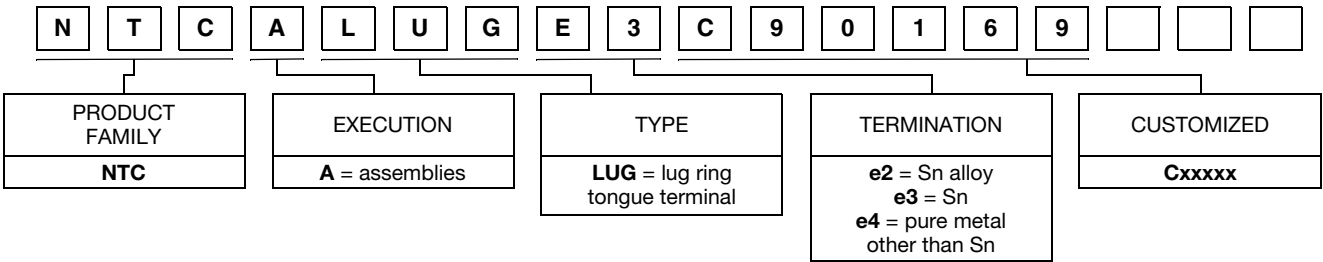 N T C A L U G E 3 C 9 0 1 6 9
PRODUCT
FAMILY
NTC
EXECUTION
A = assemblies
TYPE
LUG = lug ring
tongue terminal
TERMINATION
e2 = Sn alloy
e3 = Sn
e4 = pure metal
other than Sn
CUSTOMIZED
Cxxxxx